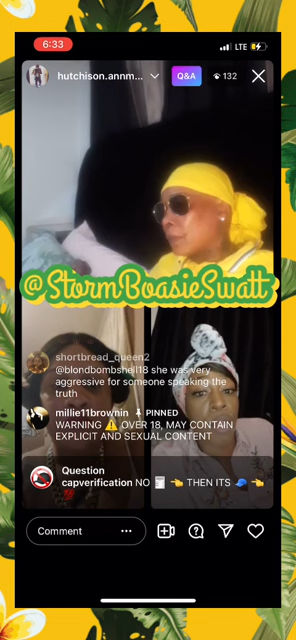 6:33
LTE
hutchison.annm...
Q&A
132
@StormBoasieSwatt
shortbread_queen2
@blondbombshell18 she was very
aggressive for someone speaking the
truth
millie11brownin PINNED
WARNING ⚠️ OVER 18, MAY CONTAIN
EXPLICIT AND SEXUAL CONTENT
Question
capverification NO 🧾 👈 THEN ITS 🧢 👈
💯
Comment